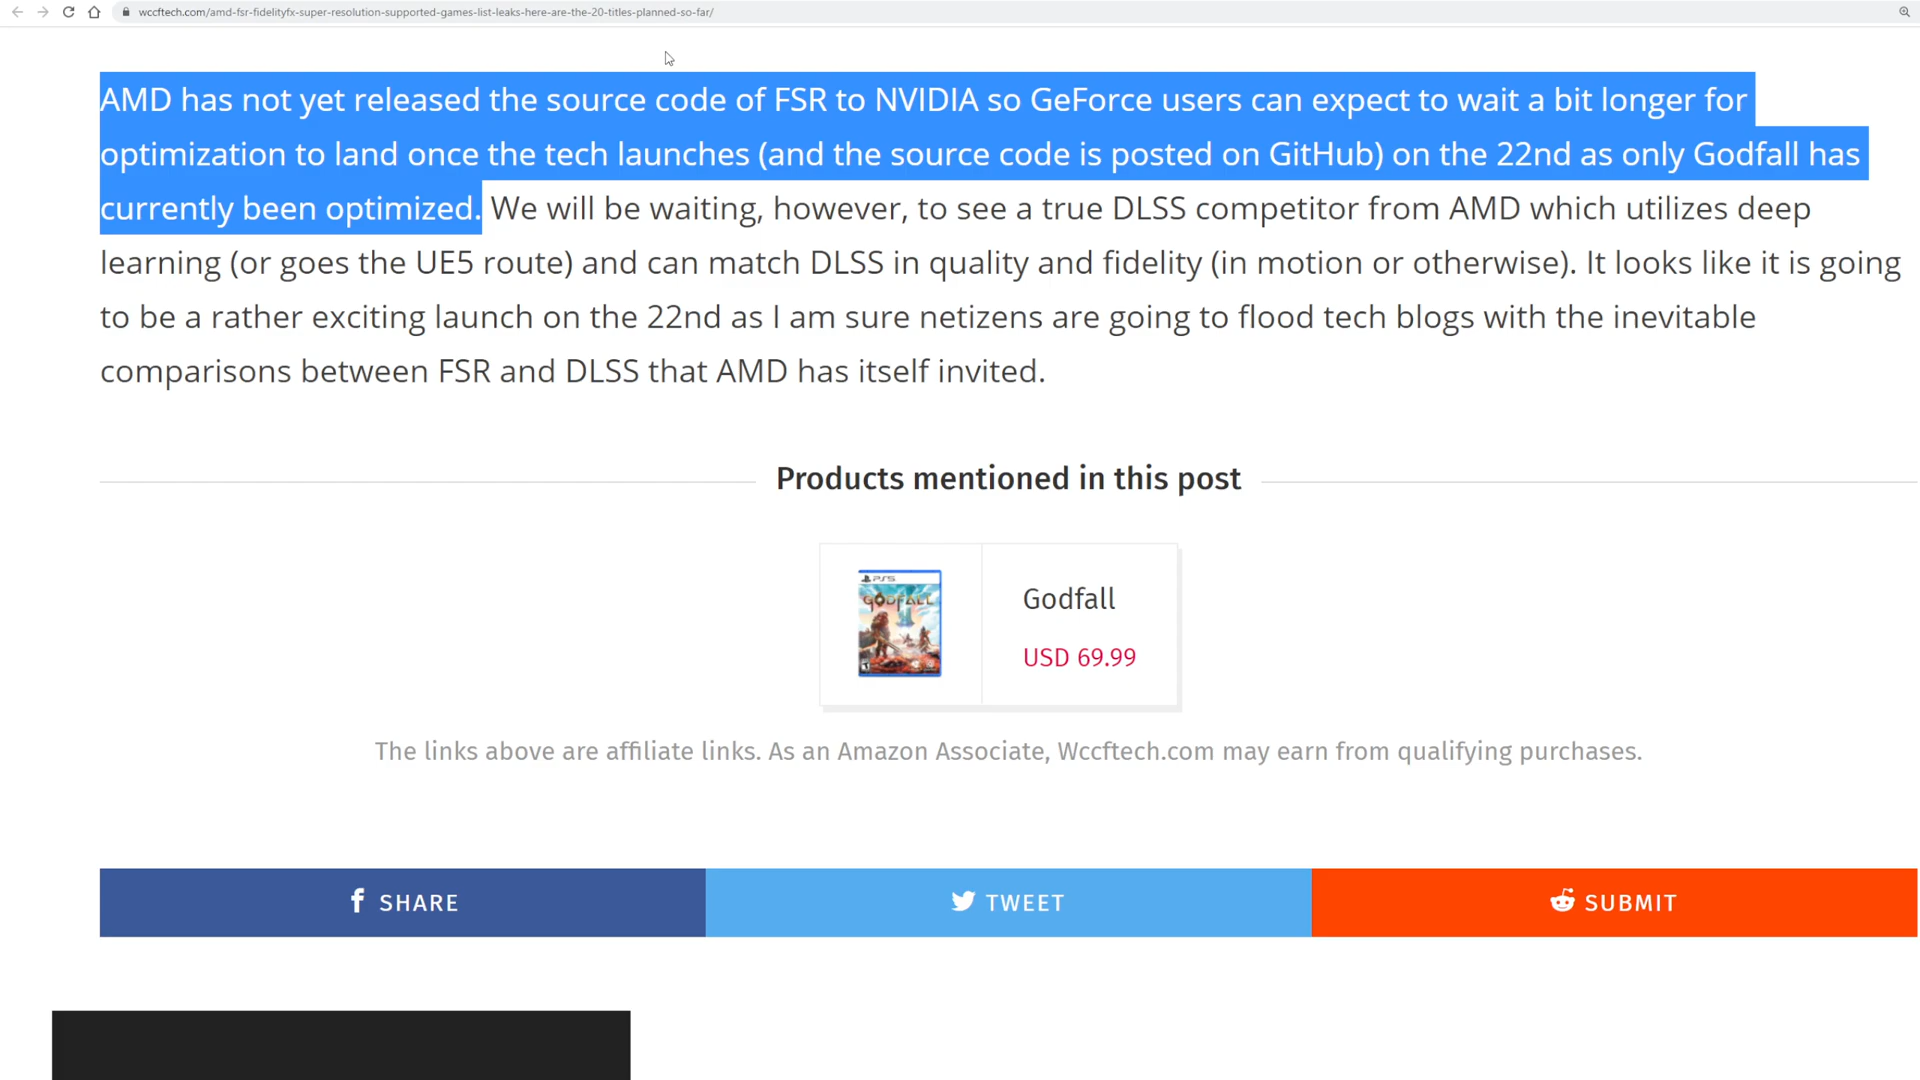 wccftech.com/amd-fsr-fidelityfx-super-resolution-supported-games-list-leaks-here-are-the-20-titles-planned-so-far/
AMD has not yet released the source code of FSR to NVIDIA so GeForce users can expect to wait a bit longer for
optimization to land once the tech launches (and the source code is posted on GitHub) on the 22nd as only Godfall has
currently been optimized. We will be waiting, however, to see a true DLSS competitor from AMD which utilizes deep
learning (or goes the UE5 route) and can match DLSS in quality and fidelity (in motion or otherwise). It looks like it is going
to be a rather exciting launch on the 22nd as I am sure netizens are going to flood tech blogs with the inevitable
comparisons between FSR and DLSS that AMD has itself invited.
Products mentioned in this post
PS5
GODFALL
Godfall
USD 69.99
The links above are affiliate links. As an Amazon Associate, Wccftech.com may earn from qualifying purchases.
SHARE
TWEET
SUBMIT